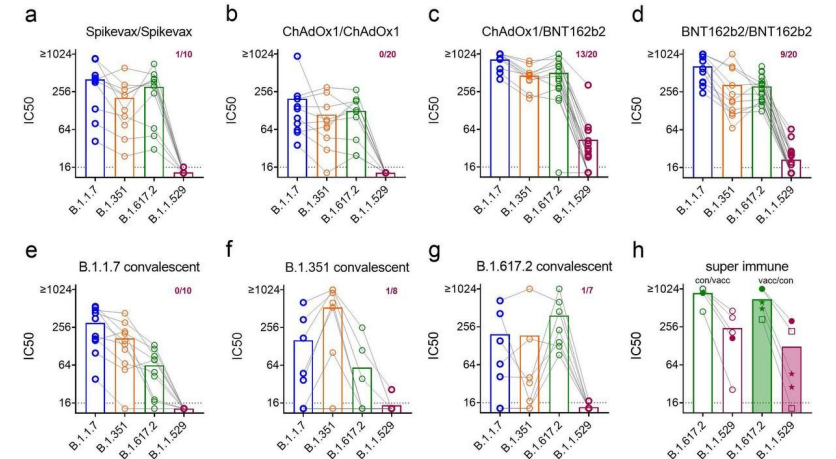 a
Spikevax/Spikevax
1/10
≥1024
256
64
16
IC50
B.1.1.7
B.1.351
B.1.617.2
B.1.1.529
b
ChAdOx1/ChAdOx1
0/20
≥1024
256
64
16
IC50
B.1.1.7
B.1.351
B.1.617.2
B.1.1.529
c
ChAdOx1/BNT162b2
13/20
≥1024
256
64
16
IC50
B.1.1.7
B.1.351
B.1.617.2
B.1.1.529
d
BNT162b2/BNT162b2
9/20
≥1024
256
64
16
IC50
B.1.1.7
B.1.351
B.1.617.2
B.1.1.529
e
B.1.1.7 convalescent
0/10
≥1024
256
64
16
IC50
B.1.1.7
B.1.351
B.1.617.2
B.1.1.529
f
B.1.351 convalescent
1/8
≥1024
256
64
16
IC50
B.1.1.7
B.1.351
B.1.617.2
B.1.1.529
g
B.1.617.2 convalescent
1/7
≥1024
256
64
16
IC50
B.1.1.7
B.1.351
B.1.617.2
B.1.1.529
h
super immune
con/vacc
vacc/con
≥1024
256
64
16
IC50
B.1.617.2
B.1.1.529
B.1.617.2
B.1.1.529